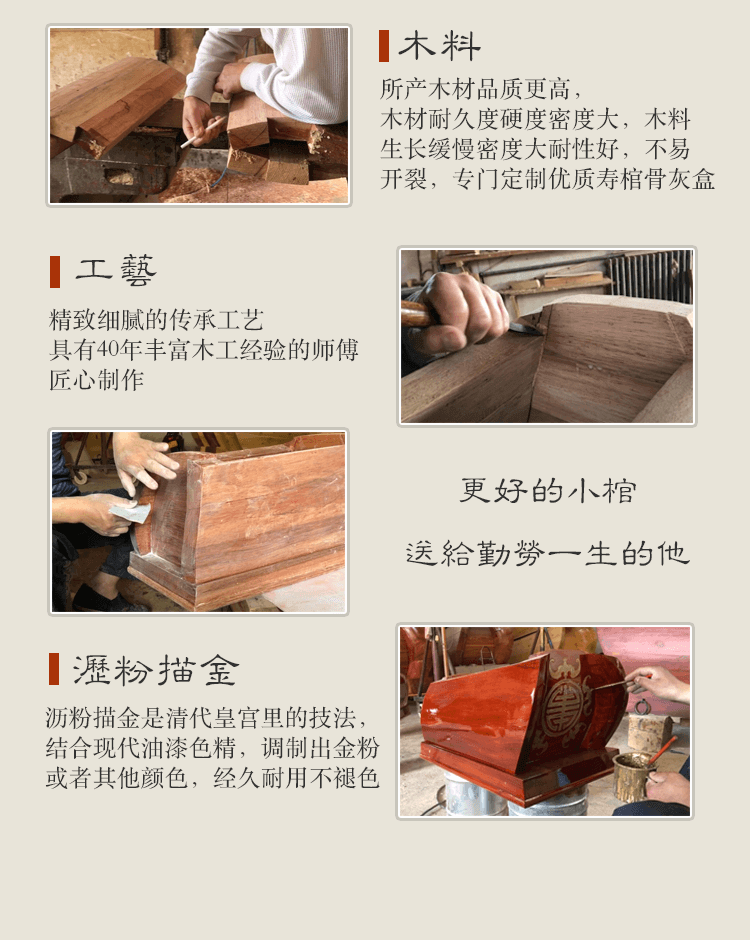 木料
所产木材品质更高，
木材耐久度硬度密度大，木料
生长缓慢密度大耐性好，不易
开裂，专门定制优质寿棺骨灰盒
工藝
精致细腻的传承工艺
具有40年丰富木工经验的师傅
匠心制作
更好的小棺
送給勤勞一生的他
瀝粉描金
沥粉描金是清代皇宫里的技法，
结合现代油漆色精，调制出金粉
或者其他颜色，经久耐用不褪色